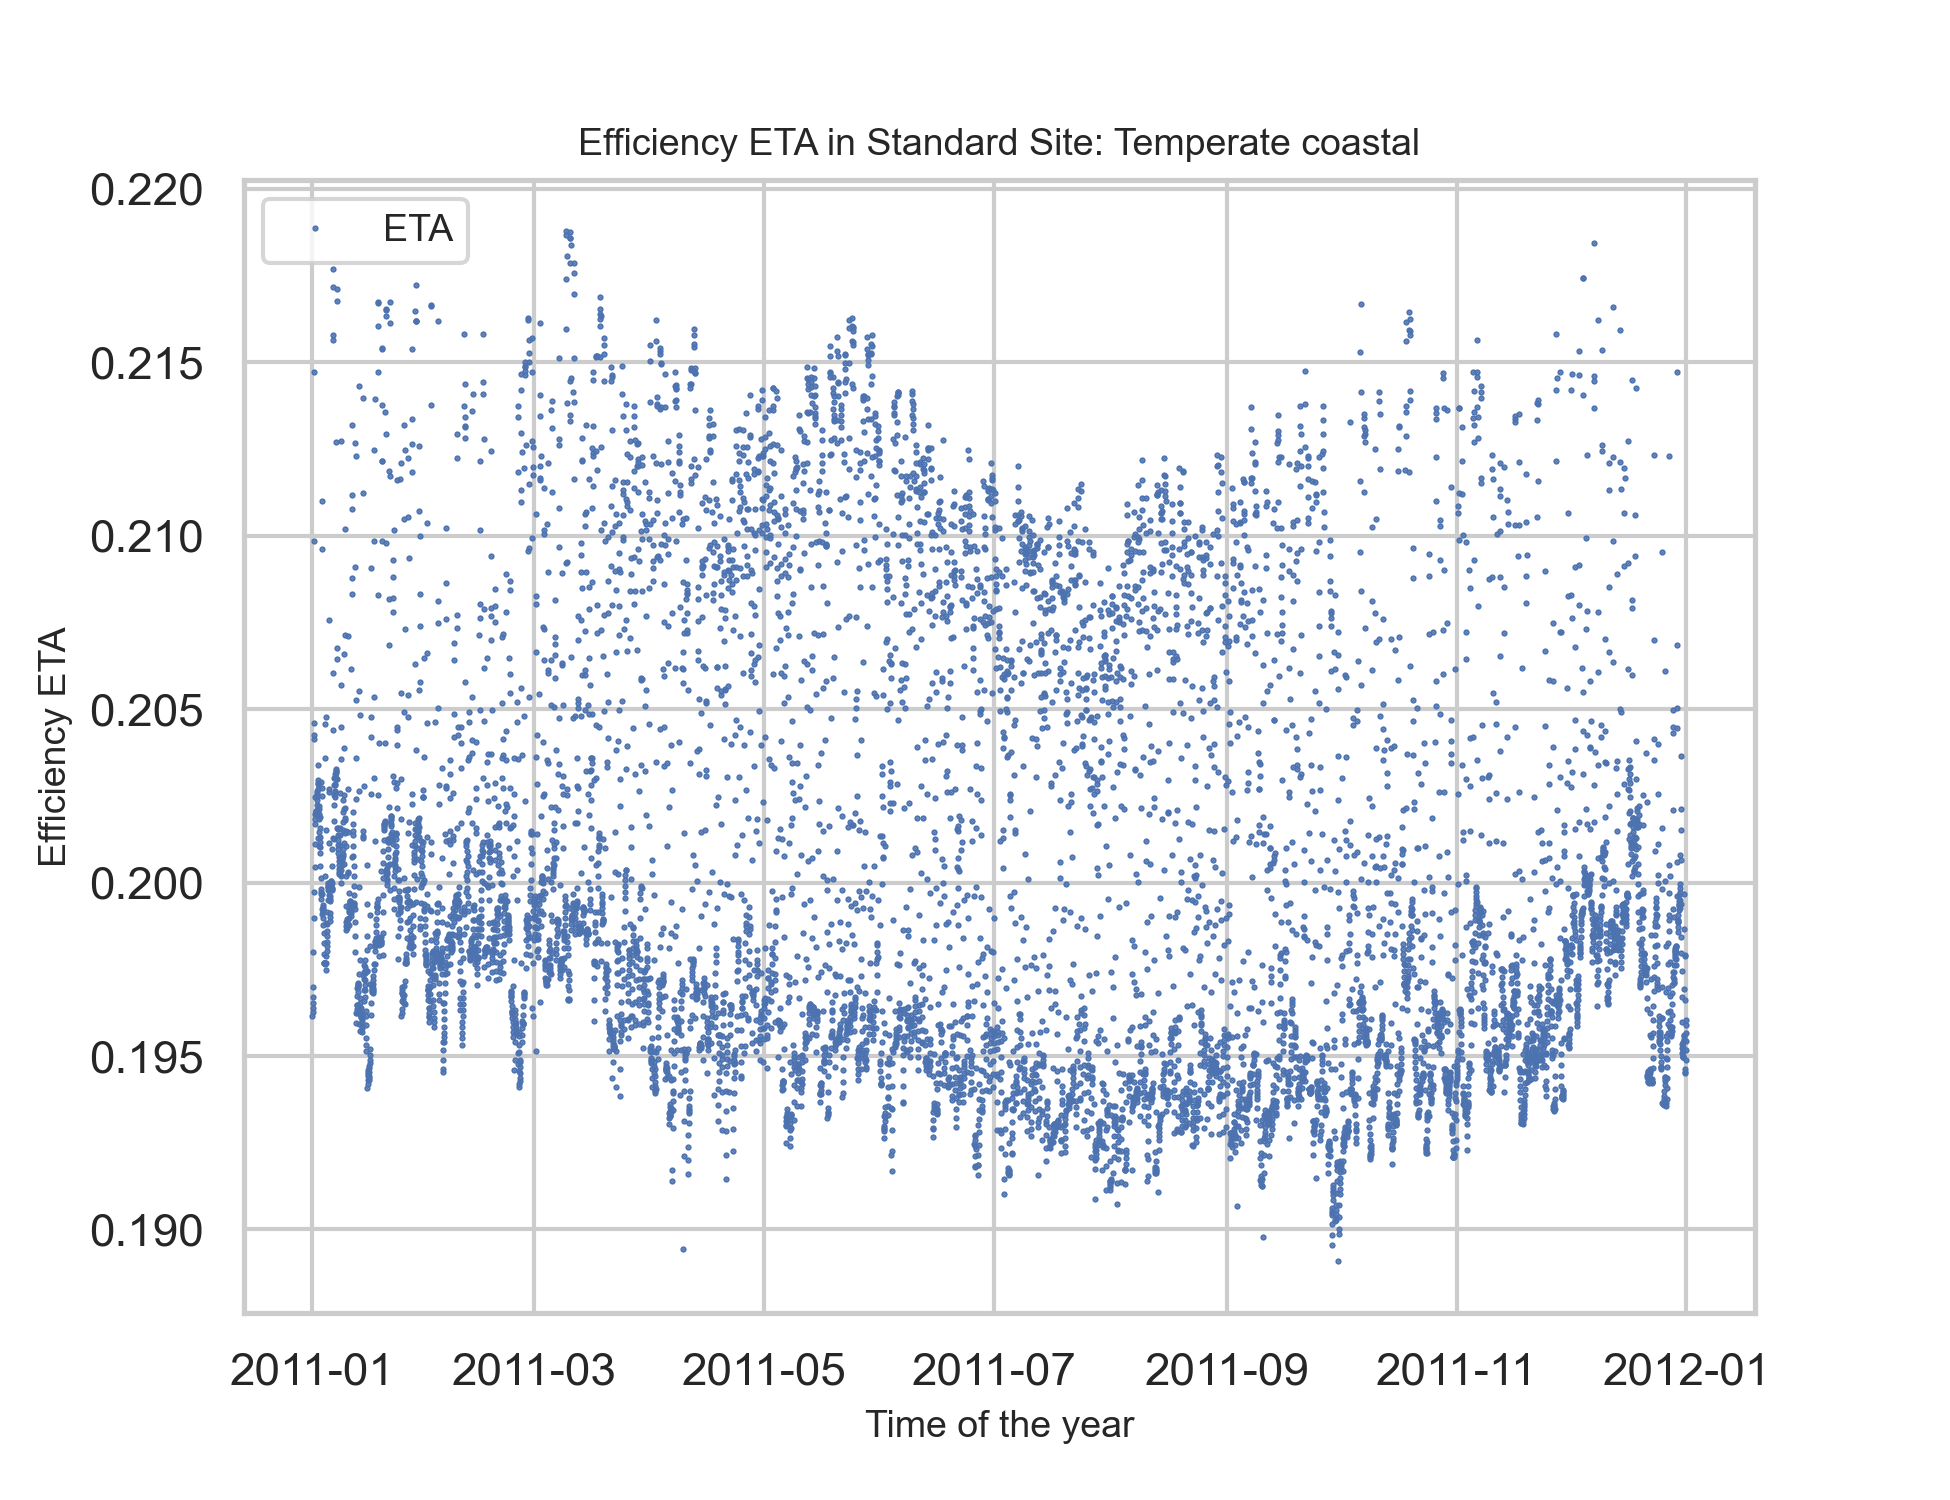 Efficiency ETA in Standard Site: Temperate coastal
ETA
0.220
0.215
0.210
0.205
0.200
0.195
0.190
Efficiency ETA
2011-01 2011-03 2011-05 2011-07 2011-09 2011-11 2012-01
Time of the year